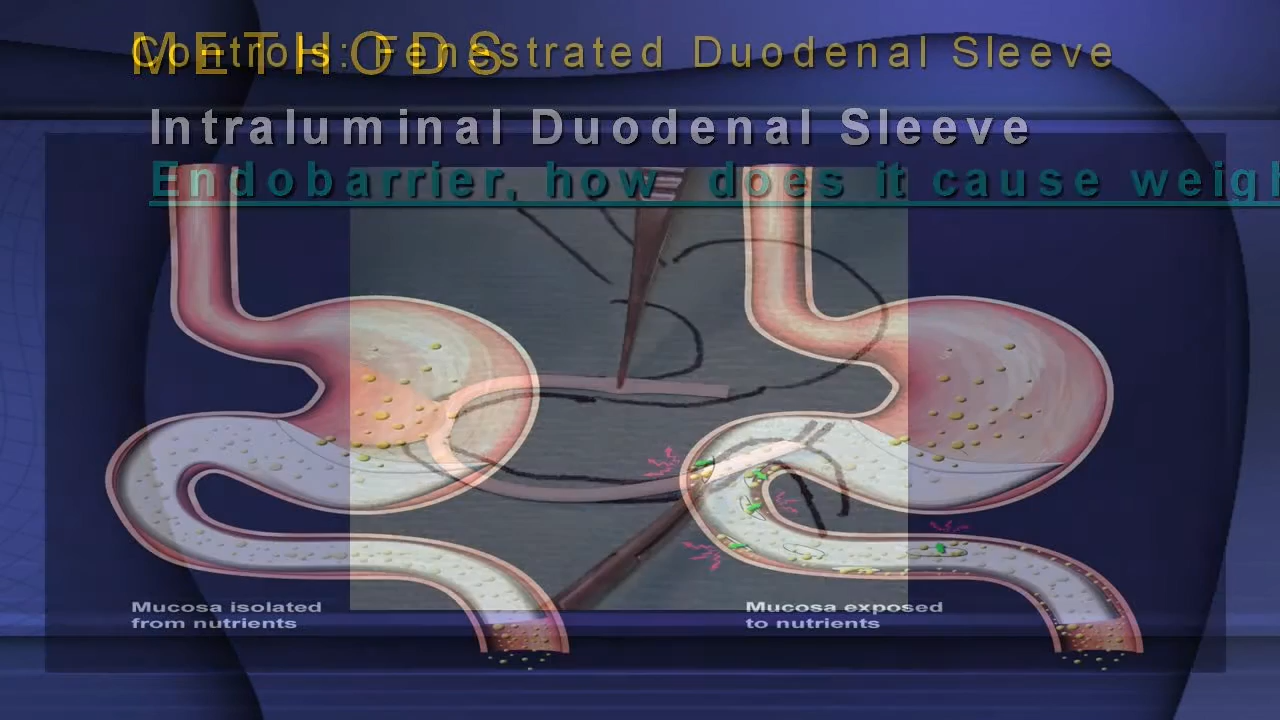 METHODS
Controls: Fenestrated Duodenal Sleeve
Intraluminal Duodenal Sleeve
Endobarrier, how does it cause weigh
Mucosa isolated
from nutrients
Mucosa exposed
to nutrients